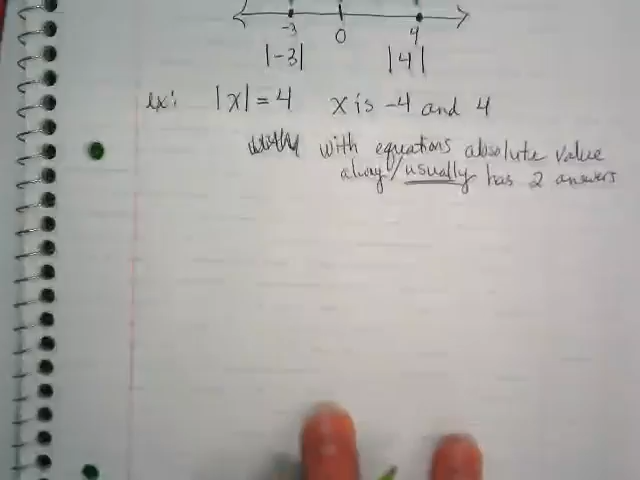 -3 0 4
|-3| |4|
ex: |x| = 4 x is -4 and 4
with equations absolute value
alway/usually has 2 answers